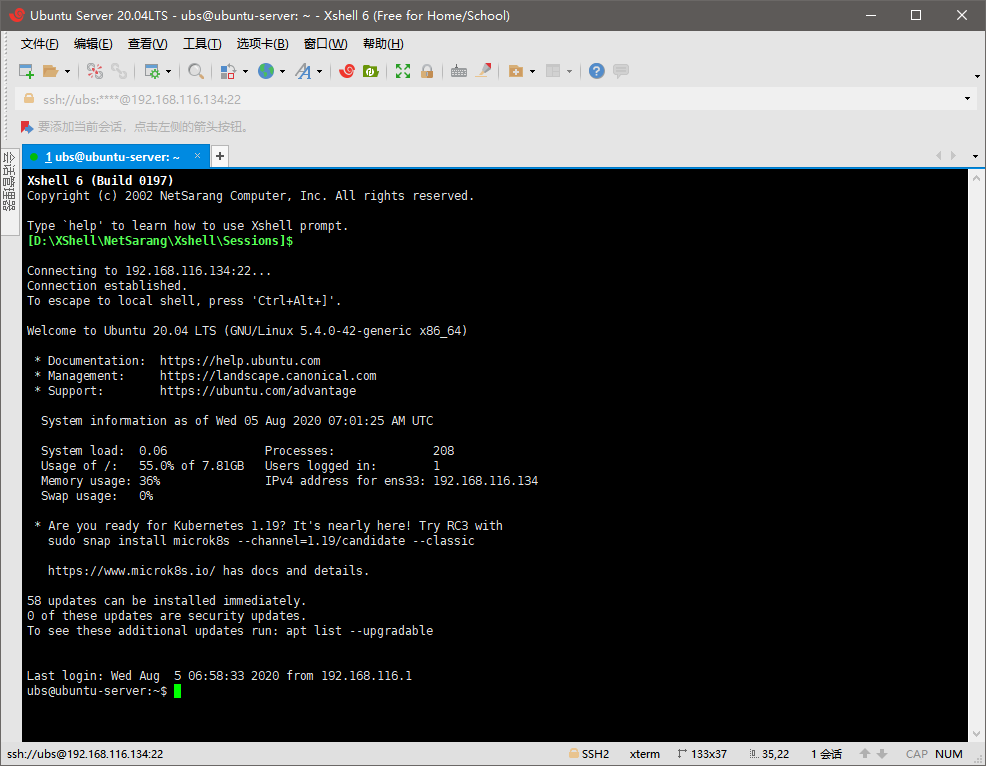 Ubuntu Server 20.04LTS - ubs@ubuntu-server: ~ - Xshell 6 (Free for Home/School)
文件(F) 编辑(E) 查看(V) 工具(T) 选项卡(B) 窗口(W) 帮助(H)
ssh://ubs:****@192.168.116.134:22
要添加当前会话，点击左侧的箭头按钮。
会话管理器
1 ubs@ubuntu-server: ~ × +
Xshell 6 (Build 0197)
Copyright (c) 2002 NetSarang Computer, Inc. All rights reserved.
Type `help' to learn how to use Xshell prompt.
[D:\XShell\NetSarang\Xshell\Sessions]$
Connecting to 192.168.116.134:22...
Connection established.
To escape to local shell, press 'Ctrl+Alt+]'.
Welcome to Ubuntu 20.04 LTS (GNU/Linux 5.4.0-42-generic x86_64)
* Documentation:  https://help.ubuntu.com
* Management:     https://landscape.canonical.com
* Support:        https://ubuntu.com/advantage
System information as of Wed 05 Aug 2020 07:01:25 AM UTC
System load:  0.06              Processes:              208
Usage of /:   55.0% of 7.81GB   Users logged in:        1
Memory usage: 36%               IPv4 address for ens33: 192.168.116.134
Swap usage:   0%
* Are you ready for Kubernetes 1.19? It's nearly here! Try RC3 with
sudo snap install microk8s --channel=1.19/candidate --classic
https://www.microk8s.io/ has docs and details.
58 updates can be installed immediately.
0 of these updates are security updates.
To see these additional updates run: apt list --upgradable
Last login: Wed Aug  5 06:58:33 2020 from 192.168.116.1
ubs@ubuntu-server:~$
ssh://ubs@192.168.116.134:22 SSH2 xterm 133x37 35,22 1 会话 CAP NUM